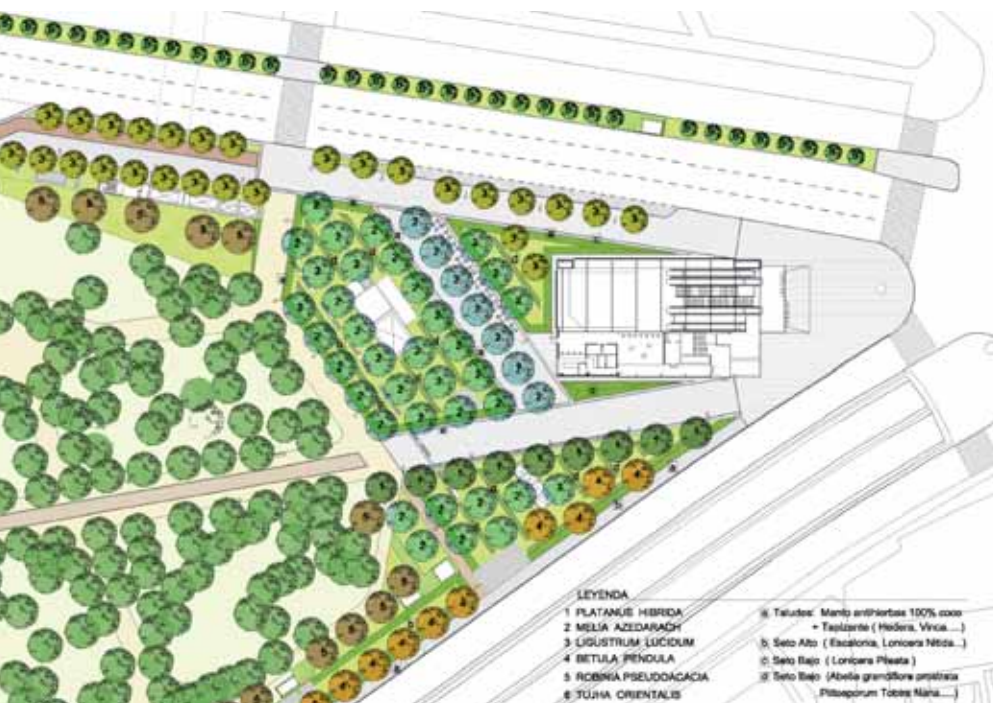 LEYENDA
1 PLATANUS HIBRIDA
2 MELIA AZEDARACH
3 LIGUSTRUM LUCIDUM
4 BETULA PENDULA
5 ROBINIA PSEUDOACACIA
6 TUJHA ORIENTALIS
a Taludes: Manto antihierbas 100% coco
+ Tapizante ( Hedera, Vinca.....)
b. Seto Alto ( Escalonia, Lonicera Nitida...)
c Seto Bajo ( Lonicera Pileata )
d Seto Bajo (Abelia grandiflora prostrata
Pittosporum Tobira Nana.....)